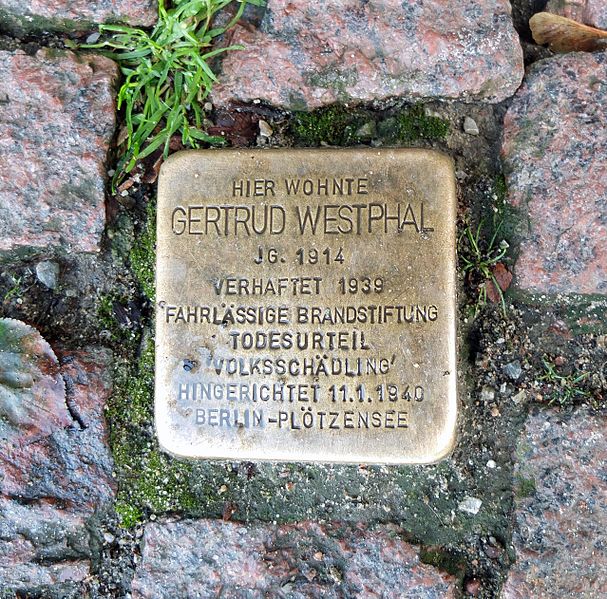 HIER WOHNTE
GERTRUD WESTPHAL
JG. 1914
VERHAFTET 1939
FAHRLÄSSIGE BRANDSTIFTUNG
TODESURTEIL
'VOLKSSCHÄDLING'
HINGERICHTET 11.1.1940
BERLIN-PLÖTZENSEE